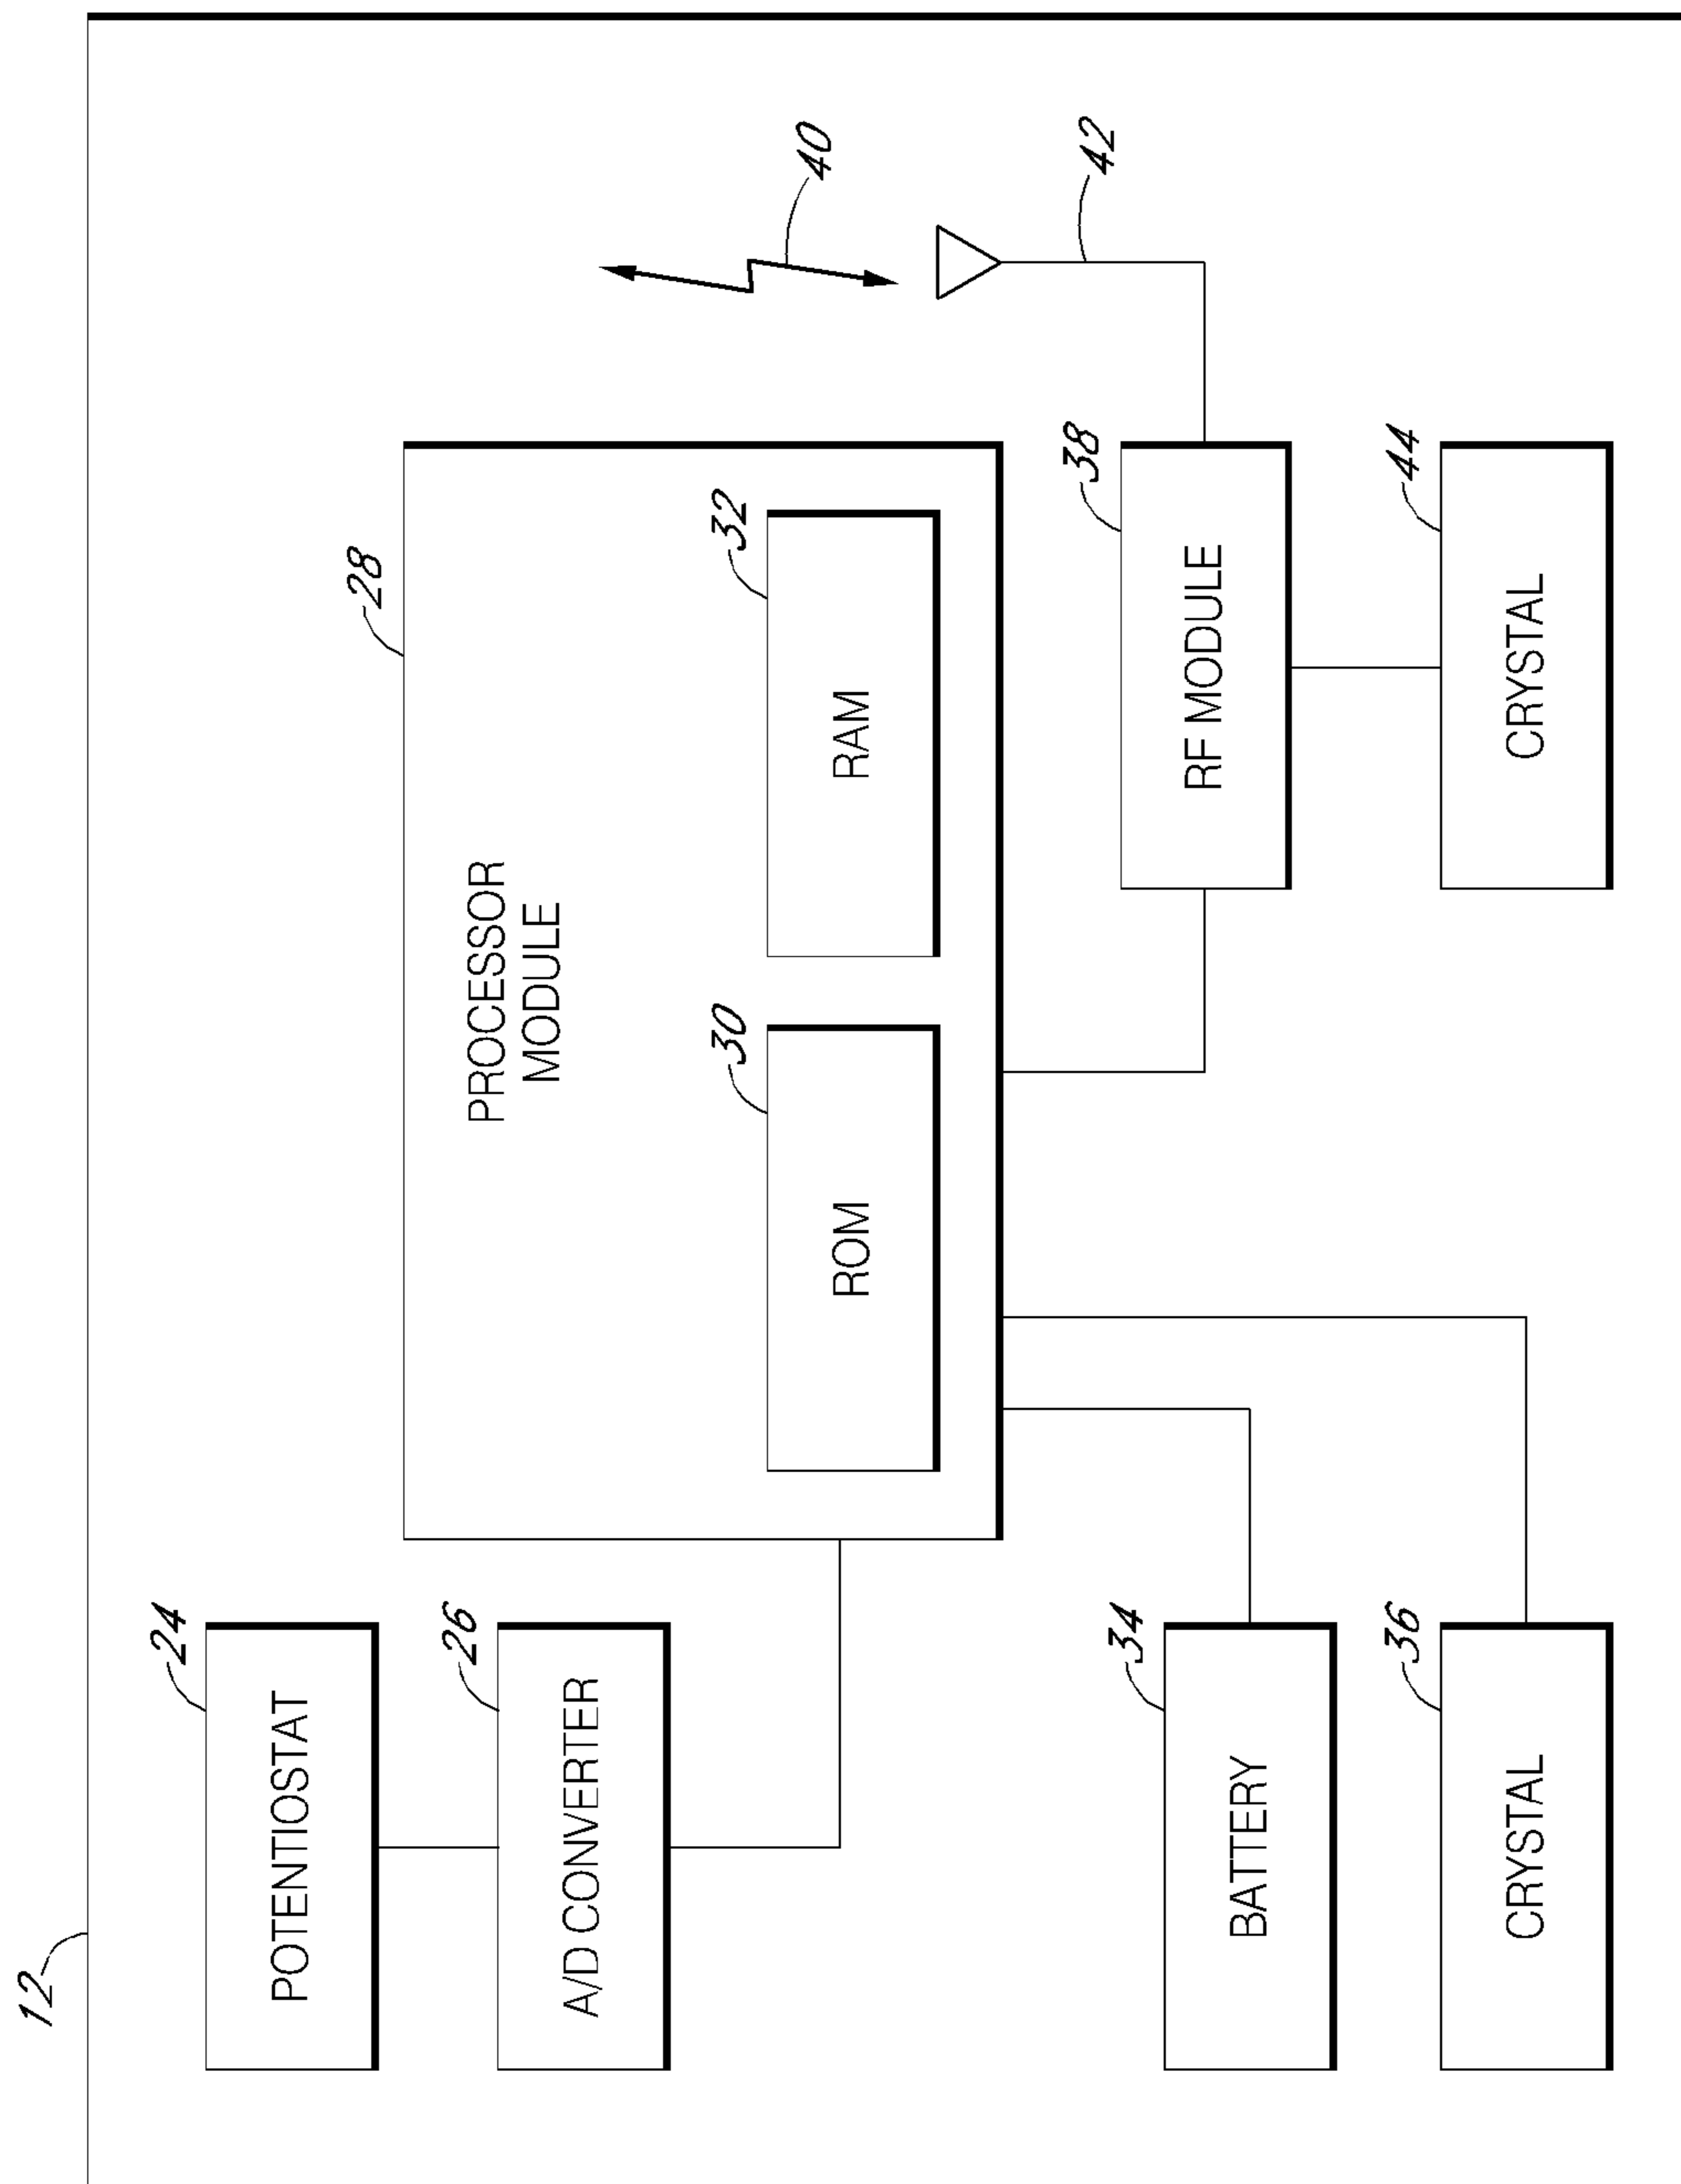 12
24
POTENTIOSTAT
26
A/D CONVERTER
28
PROCESSOR
MODULE
30
ROM
32
RAM
34
BATTERY
36
CRYSTAL
38
RF MODULE
40
42
44
CRYSTAL